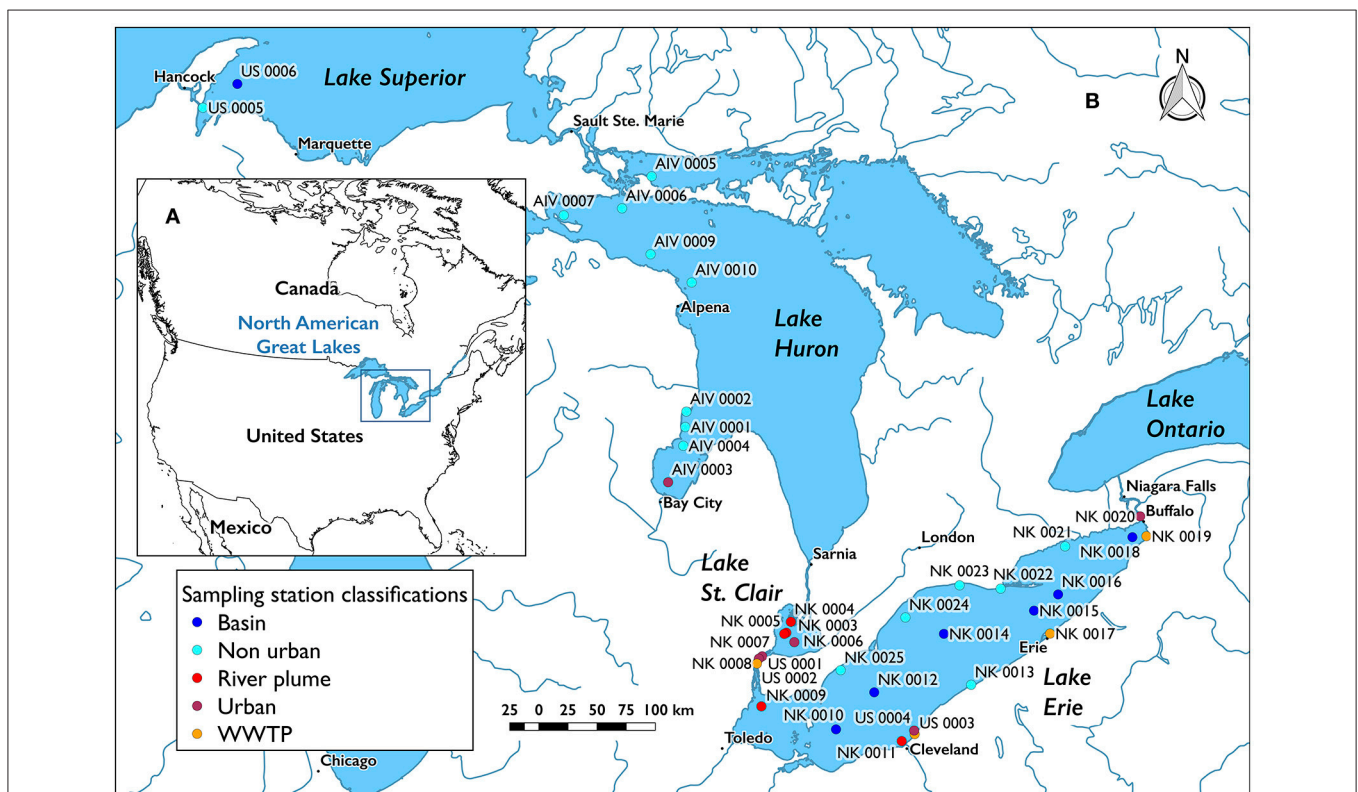 N
Hancock
US 0006
Lake Superior
US 0005
B
Sault Ste. Marie
Marquette
AIV 0005
A
AIV 0007
AIV 0006
AIV 0009
Canada
AIV 0010
Alpena
North American
Great Lakes
Lake
Huron
AIV 0002
Lake
Ontario
AIV 0001
United States
AIV 0004
AIV 0003
Niagara Falls
Bay City
NK 0020
Buffalo
Mexico
NK 0021
NK 0018
NK 0019
London
Sarnia
Lake
St. Clair
NK 0023
NK 0022
NK 0016
Sampling station classifications
Basin
Non urban
River plume
Urban
WWTP
NK 0004
NK 0005
NK 0003
NK 0024
NK 0015
NK 0007
NK 0006
NK 0014
NK 0017
Erie
NK 0008
US 0001
US 0002
NK 0025
NK 0013
Lake
Erie
NK 0012
NK 0009
25 0 25 50 75 100 km
NK 0010
US 0004
US 0003
Toledo
NK 0011
Cleveland
Chicago